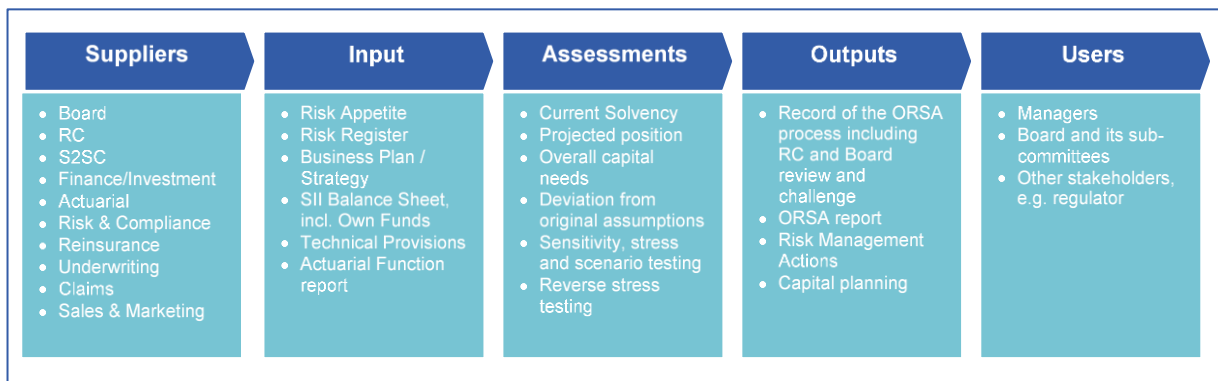 Suppliers
• Board
• RC
• S2SC
• Finance/Investment
• Actuarial
• Risk & Compliance
• Reinsurance
• Underwriting
• Claims
• Sales & Marketing
Input
• Risk Appetite
• Risk Register
• Business Plan /
Strategy
• SII Balance Sheet,
incl. Own Funds
• Technical Provisions
• Actuarial Function
report
Assessments
• Current Solvency
• Projected position
• Overall capital
needs
• Deviation from
original assumptions
• Sensitivity, stress
and scenario testing
• Reverse stress
testing
Outputs
• Record of the ORSA
process including
RC and Board
review and
challenge
• ORSA report
• Risk Management
Actions
• Capital planning
Users
• Managers
• Board and its sub-
committees
• Other stakeholders,
e.g. regulator